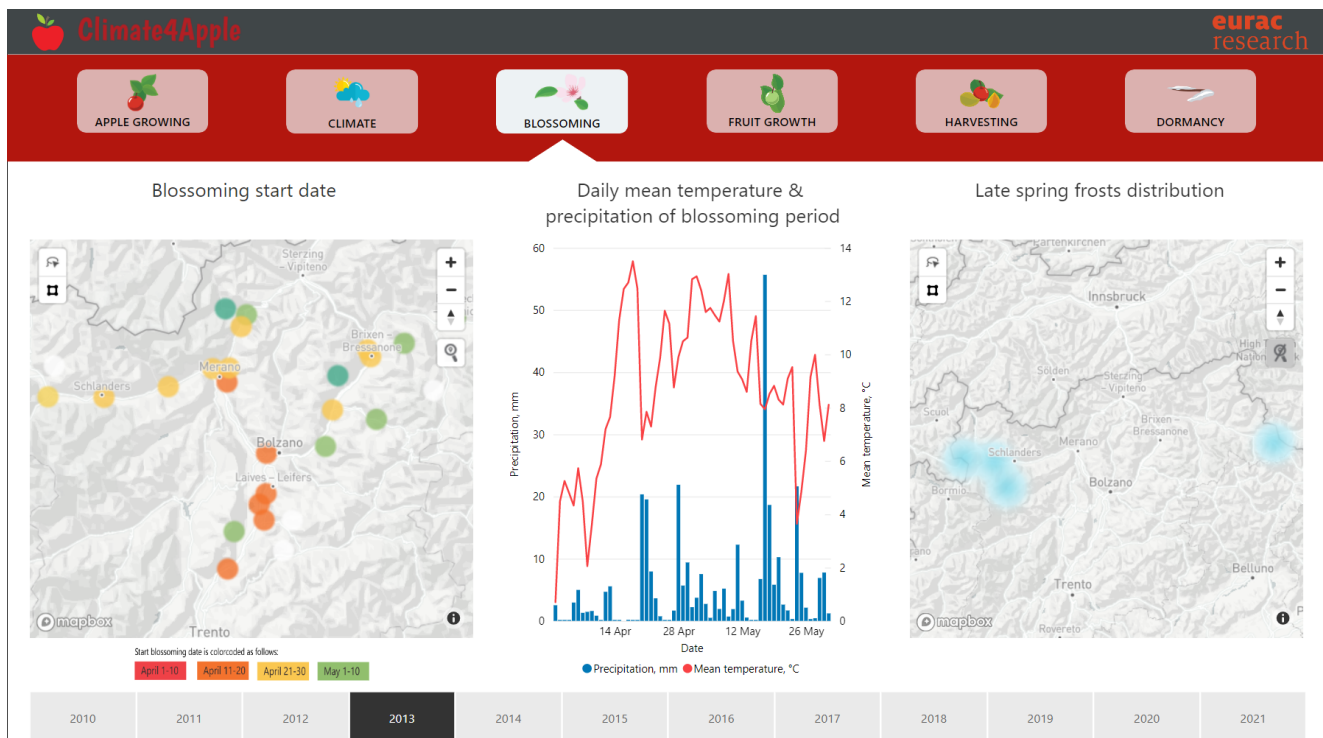 Climate4Apple
eurac
research
APPLE GROWING
CLIMATE
BLOSSOMING
FRUIT GROWTH
HARVESTING
DORMANCY
Blossoming start date
Sterzing
– Vipiteno
Brixen –
Bressanone
Merano
Schlanders
Bolzano
Laives – Leifers
Trento
mapbox
Start blossoming date is colorcoded as follows:
April 1-10 April 11-20 April 21-30 May 1-10
Daily mean temperature &
precipitation of blossoming period
60 14
50 12
40 10
30 8
20 6
10 4
0 2
0
Precipitation, mm
Mean temperature, °C
14 Apr 28 Apr 12 May 26 May
Date
Precipitation, mm Mean temperature, °C
Late spring frosts distribution
Partenkirchen
Innsbruck
High
National
Sölden
Sterzing
– Vipiteno
Scuol
Brixen –
Bressanone
Merano
Schlanders
Bolzano
Bormio
Belluno
Trento
Rovereto
mapbox
2010 2011 2012 2013 2014 2015 2016 2017 2018 2019 2020 2021